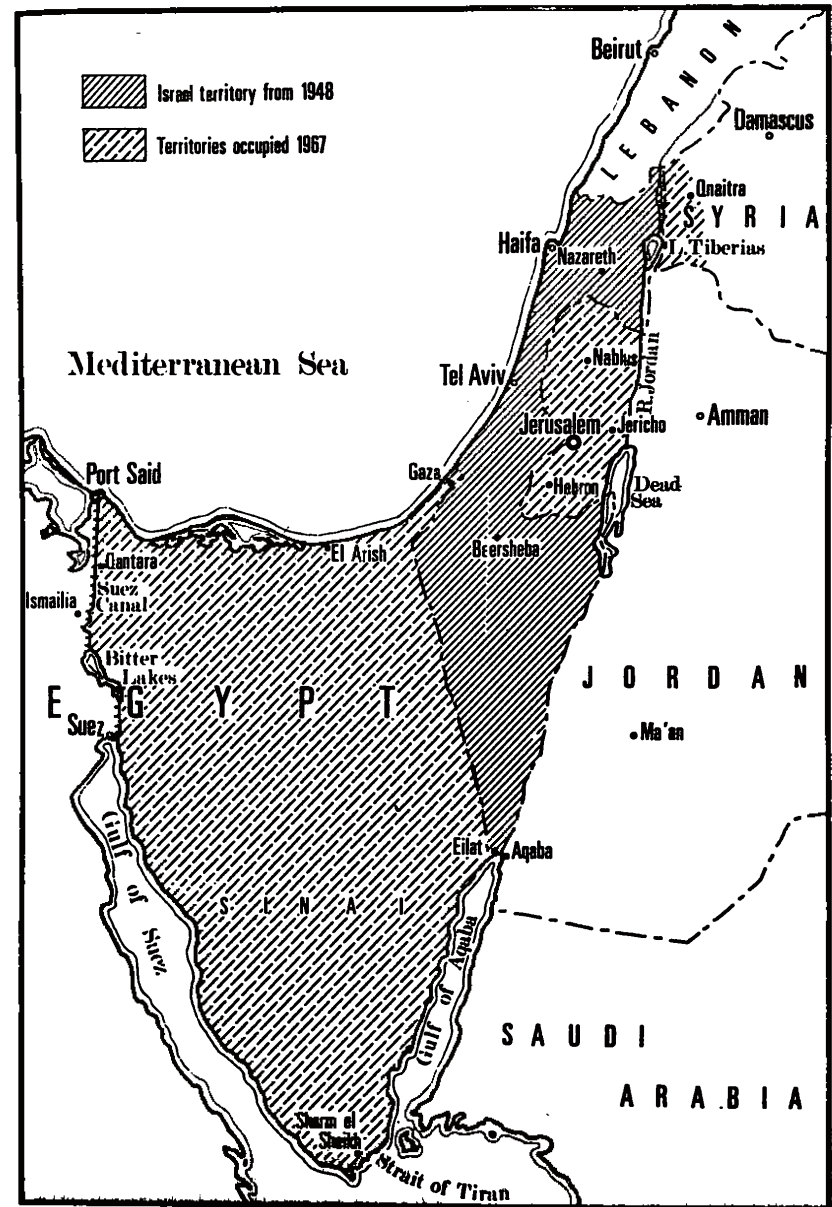 Beirut
LEBANON
Israel territory from 1948
Damascus
Territories occupied 1967
Qnaitra
SYRIA
Haifa
Nazareth
L. Tiberias
Mediterranean Sea
Nablus
Tel Aviv
R. Jordan
Jerusalem
Jericho
Amman
Port Said
Gaza
Hebron
Dead
Sea
El Arish
Beersheba
Qantara
Suez
Canal
Ismailia
Bitter
Lakes
JORDAN
EGYPT
Suez
Ma'an
Eilat
Aqaba
Gulf of Suez
SINAI
Gulf of Aqaba
SAUDI
ARABIA
Sharm el
Sheikh
Strait of Tiran